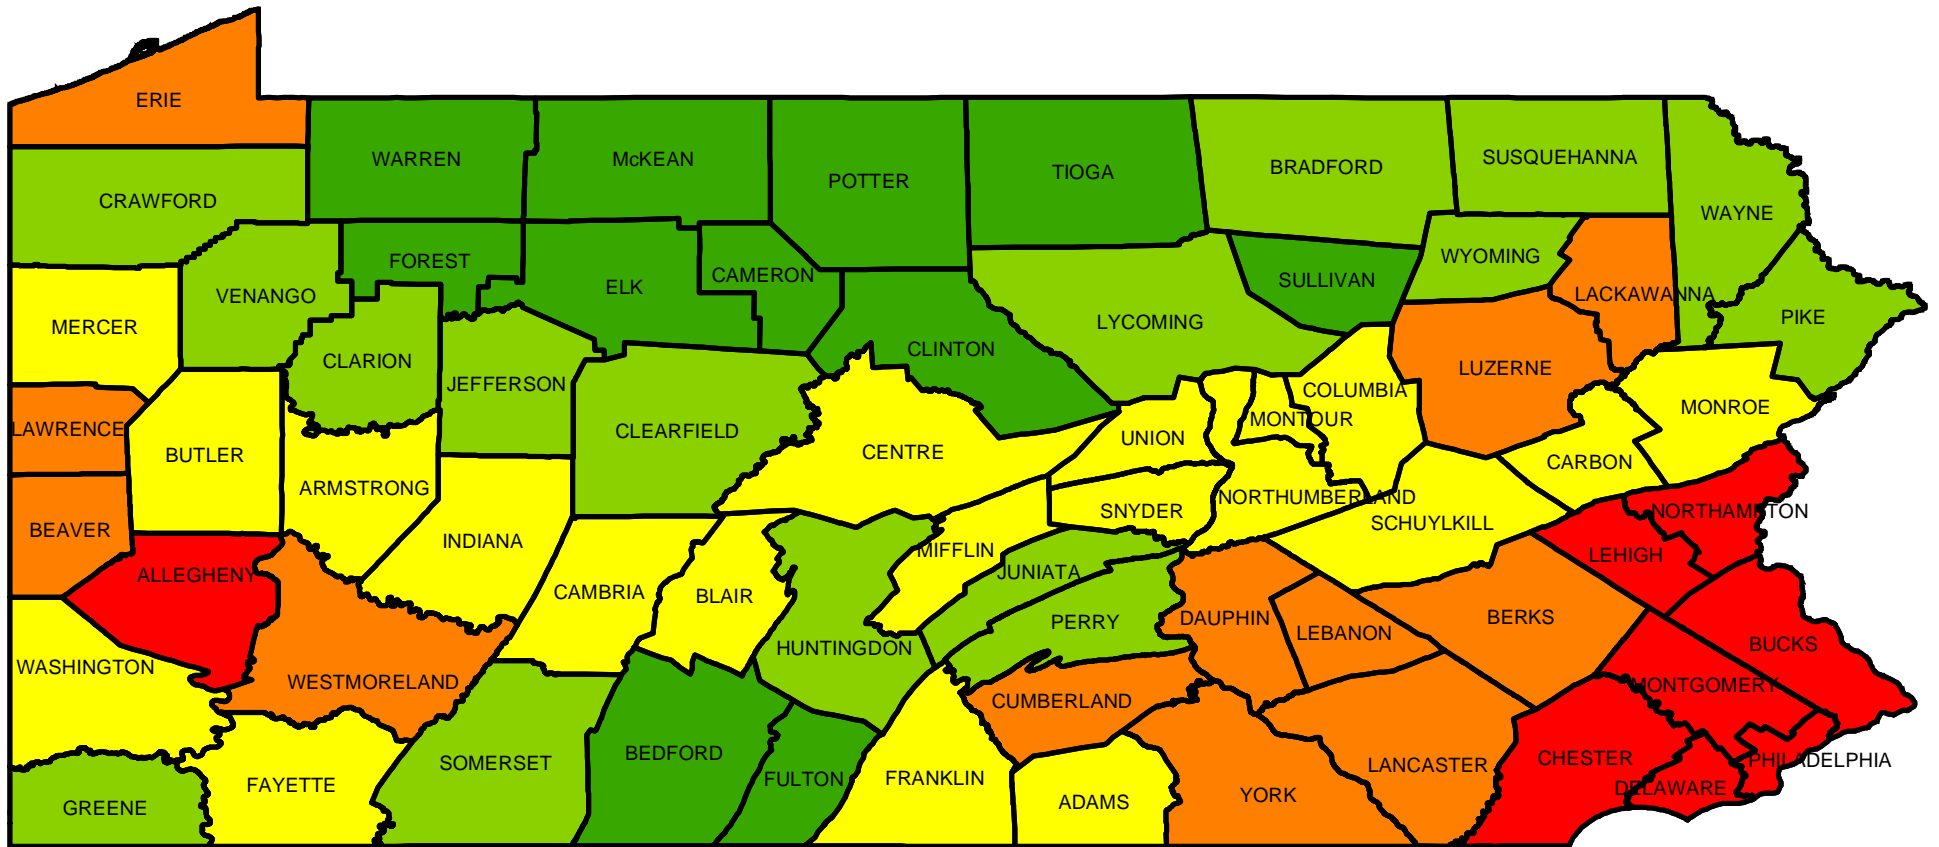 ERIE
WARREN
McKEAN
POTTER
TIOGA
BRADFORD
SUSQUEHANNA
CRAWFORD
WAYNE
FOREST
CAMERON
SULLIVAN
WYOMING
VENANGO
ELK
LACKAWANNA
MERCER
LYCOMING
PIKE
CLARION
CLINTON
JEFFERSON
LUZERNE
COLUMBIA
MONROE
LAWRENCE
CLEARFIELD
MONTOUR
BUTLER
CENTRE
UNION
CARBON
ARMSTRONG
NORTHUMBERLAND
SNYDER
SCHUYLKILL
NORTHAMPTON
BEAVER
INDIANA
MIFFLIN
LEHIGH
ALLEGHENY
JUNIATA
CAMBRIA
BLAIR
PERRY
DAUPHIN
LEBANON
BERKS
HUNTINGDON
BUCKS
WASHINGTON
WESTMORELAND
MONTGOMERY
CUMBERLAND
SOMERSET
BEDFORD
FULTON
FRANKLIN
LANCASTER
CHESTER
PHILADELPHIA
GREENE
FAYETTE
ADAMS
YORK
DELAWARE